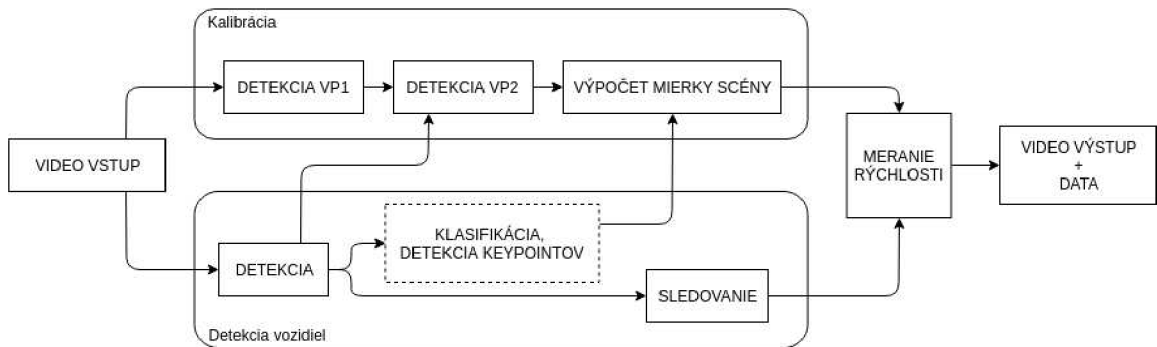 Kalibrácia
DETEKCIA VP1
DETEKCIA VP2
VÝPOČET MIERKY SCÉNY
VIDEO VSTUP
MERANIE
RÝCHLOSTI
VIDEO VÝSTUP
+
DATA
KLASIFIKÁCIA,
DETEKCIA KEYPOINTOV
DETEKCIA
SLEDOVANIE
Detekcia vozidiel